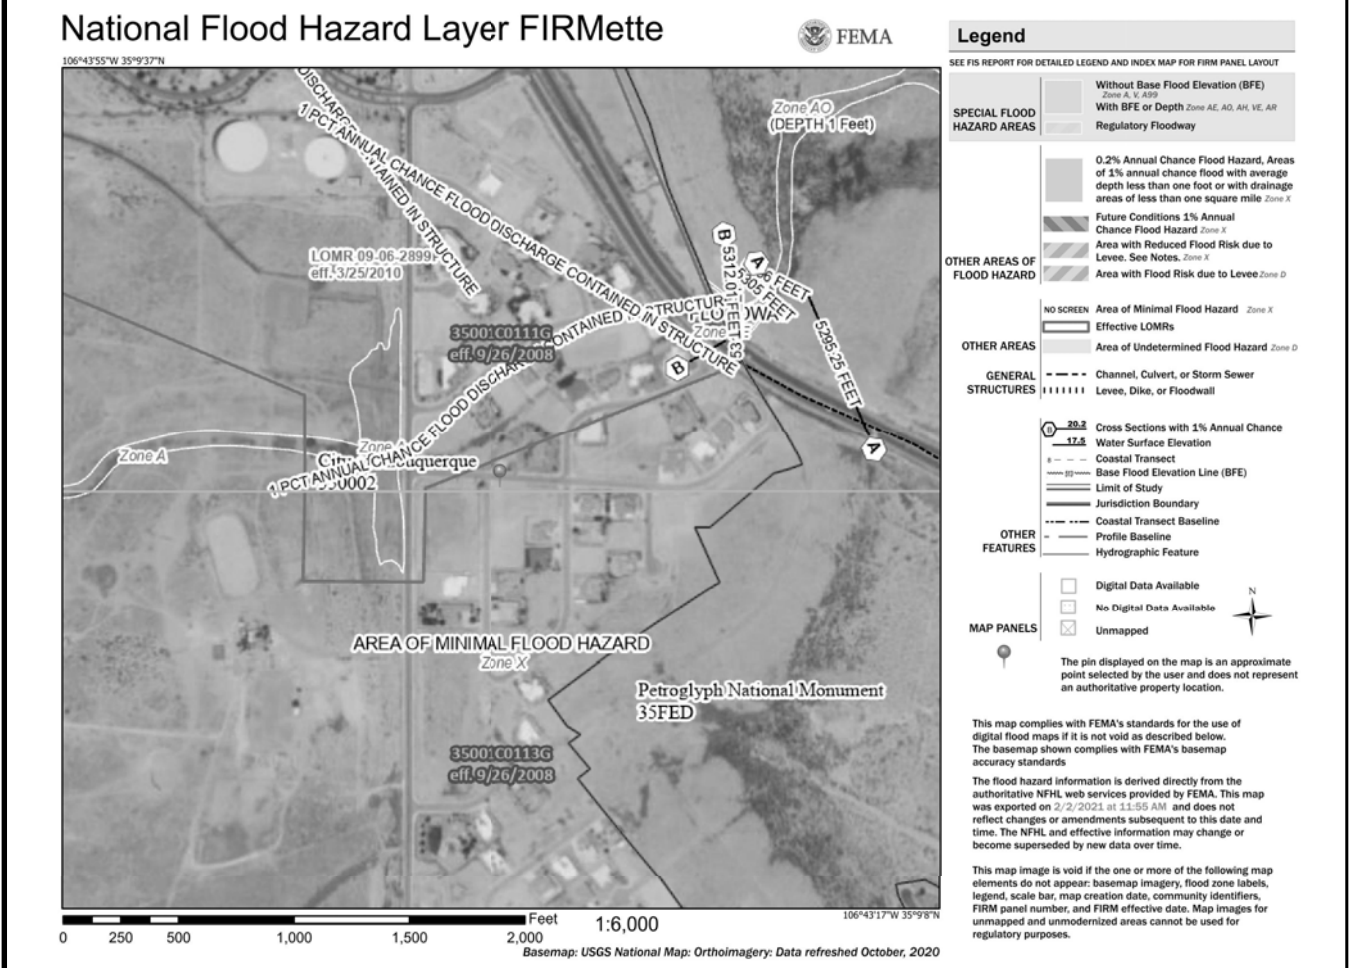 National Flood Hazard Layer FIRMette
FEMA
Legend
106°43'55"W 35°9'37"N
SEE FIS REPORT FOR DETAILED LEGEND AND INDEX MAP FOR FIRM PANEL LAYOUT
SPECIAL FLOOD
HAZARD AREAS
Without Base Flood Elevation (BFE)
Zone A, V, A99
With BFE or Depth Zone AE, AO, AH, VE, AR
Regulatory Floodway
OTHER AREAS OF
FLOOD HAZARD
0.2% Annual Chance Flood Hazard, Areas
of 1% annual chance flood with average
depth less than one foot or with drainage
areas of less than one square mile Zone X
Future Conditions 1% Annual
Chance Flood Hazard Zone X
Area with Reduced Flood Risk due to
Levee. See Notes. Zone X
Area with Flood Risk due to Levee Zone D
OTHER AREAS
NO SCREEN Area of Minimal Flood Hazard Zone X
Effective LOMRs
Area of Undetermined Flood Hazard Zone D
GENERAL
STRUCTURES
Channel, Culvert, or Storm Sewer
Levee, Dike, or Floodwall
OTHER
FEATURES
B 20.2 Cross Sections with 1% Annual Chance
17.5 Water Surface Elevation
8 Coastal Transect
513 Base Flood Elevation Line (BFE)
Limit of Study
Jurisdiction Boundary
Coastal Transect Baseline
Profile Baseline
Hydrographic Feature
MAP PANELS
Digital Data Available
No Digital Data Available
Unmapped
N
The pin displayed on the map is an approximate
point selected by the user and does not represent
an authoritative property location.
This map complies with FEMA's standards for the use of
digital flood maps if it is not void as described below.
The basemap shown complies with FEMA's basemap
accuracy standards
The flood hazard information is derived directly from the
authoritative NFHL web services provided by FEMA. This map
was exported on 2/2/2021 at 11:55 AM and does not
reflect changes or amendments subsequent to this date and
time. The NFHL and effective information may change or
become superseded by new data over time.
This map image is void if the one or more of the following map
elements do not appear: basemap imagery, flood zone labels,
legend, scale bar, map creation date, community identifiers,
FIRM panel number, and FIRM effective date. Map images for
unmapped and unmodernized areas cannot be used for
regulatory purposes.
Zone AO
(DEPTH 1 Feet)
1 PCT ANNUAL CHANCE FLOOD DISCHARGE CONTAINED IN STRUCTURE
DISCHARGE CONTAINED IN STRUCTURE
LOMR 09-06-2899P
eff. 3/25/2010
B
A
5312.01 FEET
5305 FEET
FEET
5295.25 FEET
Zone
B
A
35001C0111G
eff. 9/26/2008
1 PCT ANNUAL CHANCE FLOOD DISCHARGE CONTAINED STRUCTURE
Zone A
Zone A
AREA OF MINIMAL FLOOD HAZARD
Zone X
Petroglyph National Monument
35FED
35001C0113G
eff. 9/26/2008
Feet
0 250 500 1,000 1,500 2,000
1:6,000
106°43'17"W 35°9'8"N
Basemap: USGS National Map: Orthoimagery: Data refreshed October, 2020